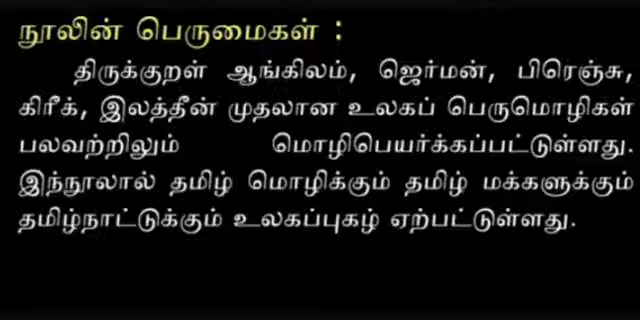 நூலின் பெருமைகள் :
திருக்குறள் ஆங்கிலம், ஜெர்மன், பிரெஞ்சு,
கிரீக், இலத்தீன் முதலான உலகப் பெருமொழிகள்
பலவற்றிலும் மொழிபெயர்க்கப்பட்டுள்ளது.
இந்நூலால் தமிழ் மொழிக்கும் தமிழ் மக்களுக்கும்
தமிழ்நாட்டுக்கும் உலகப்புகழ் ஏற்பட்டுள்ளது.